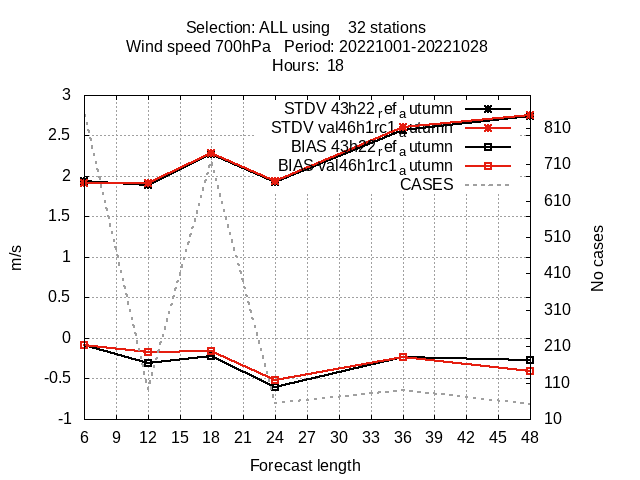 Selection: ALL using 32 stations
Wind speed 700hPa Period: 20221001-20221028
Hours: 18
STDV 43h22ref_autumn
STDV val46h1rc1_autumn
BIAS 43h22ref_autumn
BIAS val46h1rc1_autumn
CASES
3
2.5
2
1.5
1
0.5
0
-0.5
-1
m/s
810
710
610
510
410
310
210
110
10
No cases
6 9 12 15 18 21 24 27 30 33 36 39 42 45 48
Forecast length